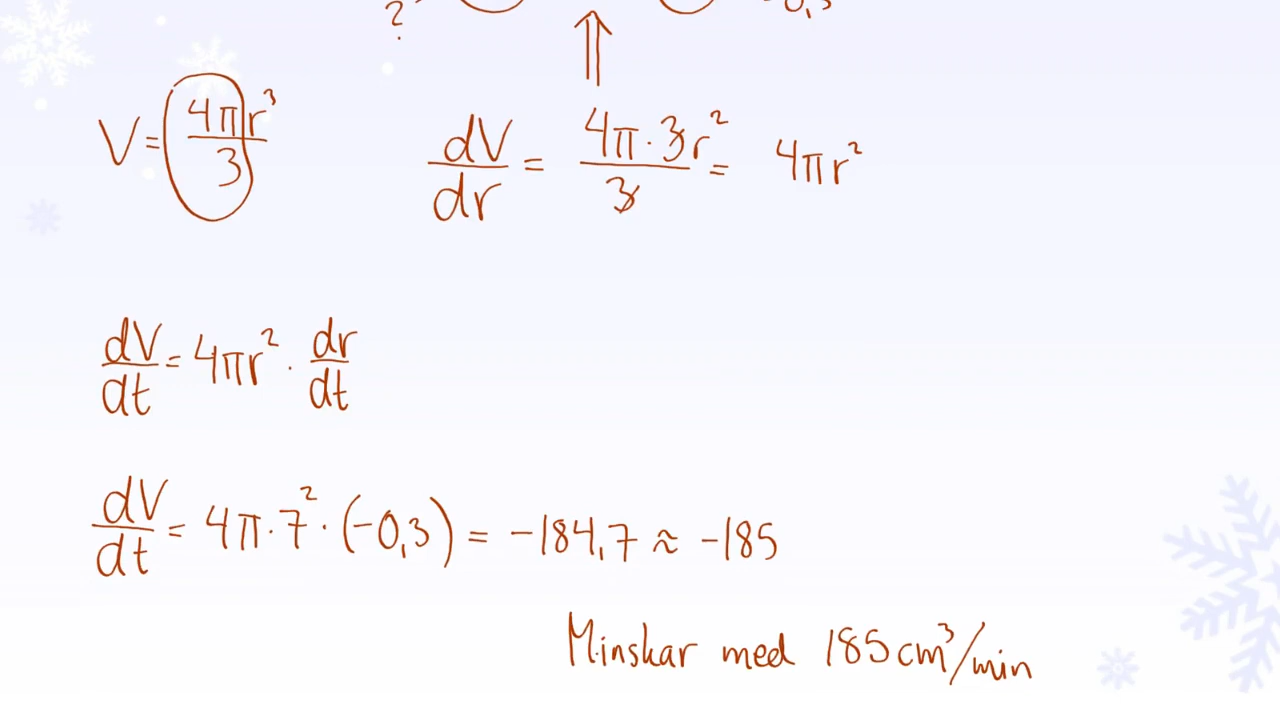 ?
V = 4πr³/3
dV/dr = 4π·3r²/3 = 4πr²
dV/dt = 4πr² · dr/dt
dV/dt = 4π·7²·(-0,3) = -184,7 ≈ -185
Minskar med 185 cm³/min